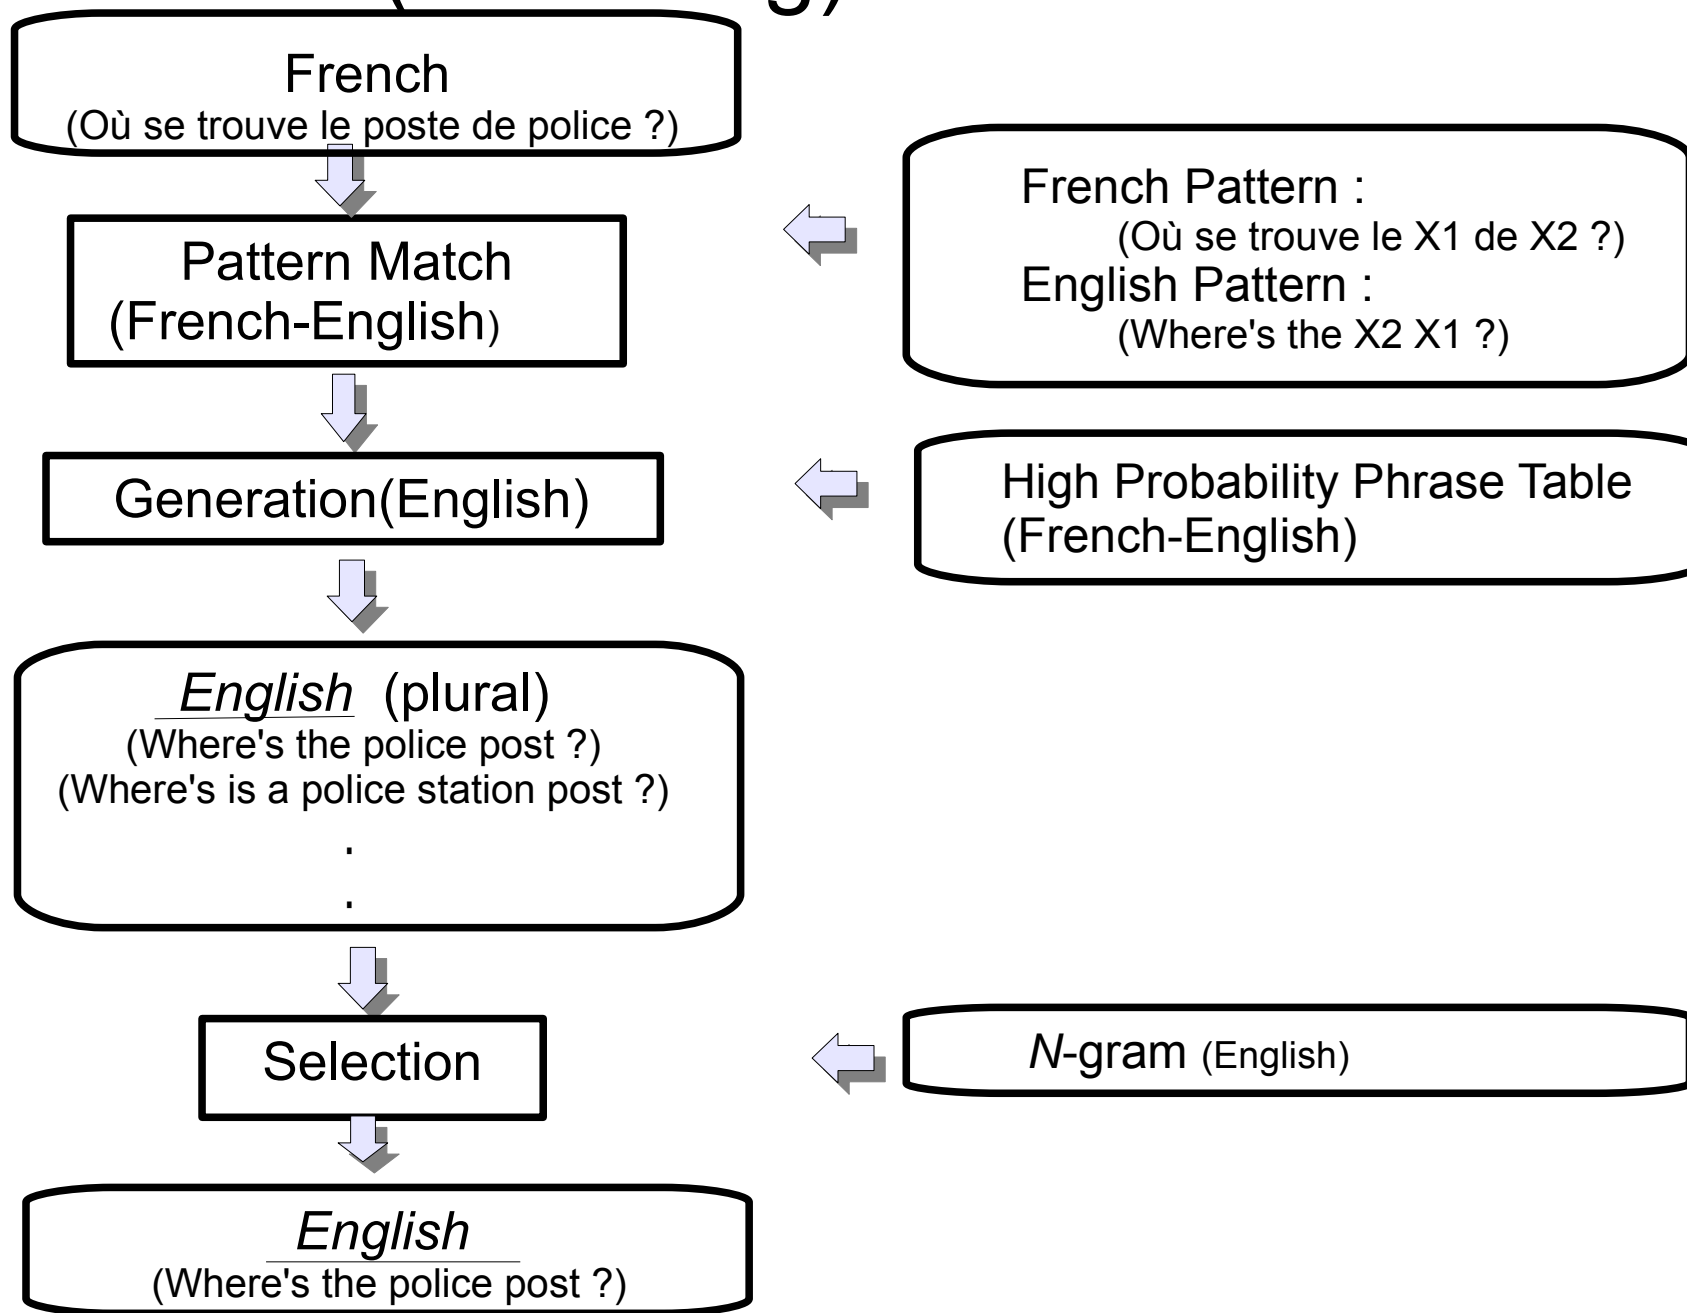 French
(Où se trouve le poste de police ?)
Pattern Match
(French-English)
French Pattern :
(Où se trouve le X1 de X2 ?)
English Pattern :
(Where's the X2 X1 ?)
Generation(English)
High Probability Phrase Table
(French-English)
English (plural)
(Where's the police post ?)
(Where's is a police station post ?)
.
.
Selection
N-gram (English)
English
(Where's the police post ?)